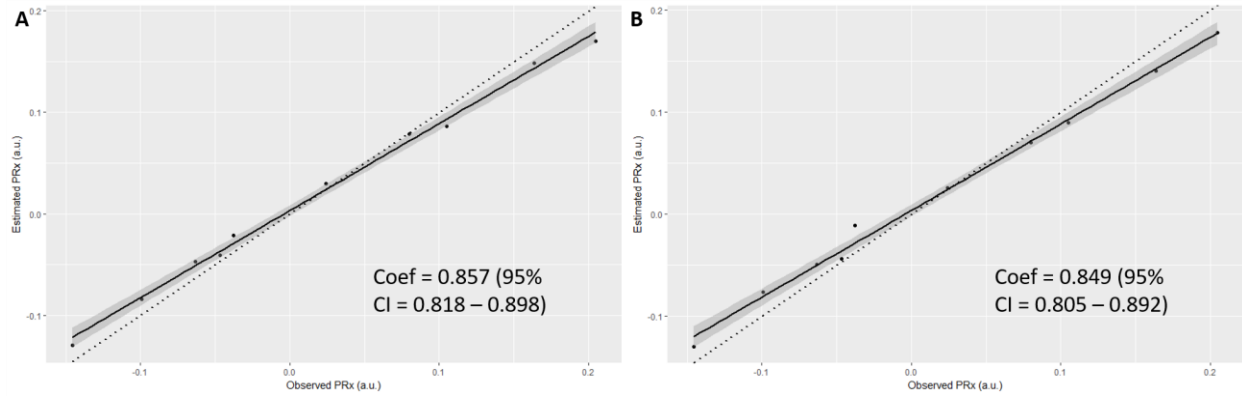 A
0.2
0.1
0.0
-0.1
Estimated PRx (a.u.)
Coef = 0.857 (95%
CI = 0.818 – 0.898)
-0.1
0.0
0.1
0.2
Observed PRx (a.u.)
B
0.2
0.1
0.0
-0.1
Estimated PRx (a.u.)
Coef = 0.849 (95%
CI = 0.805 – 0.892)
-0.1
0.0
0.1
0.2
Observed PRx (a.u.)